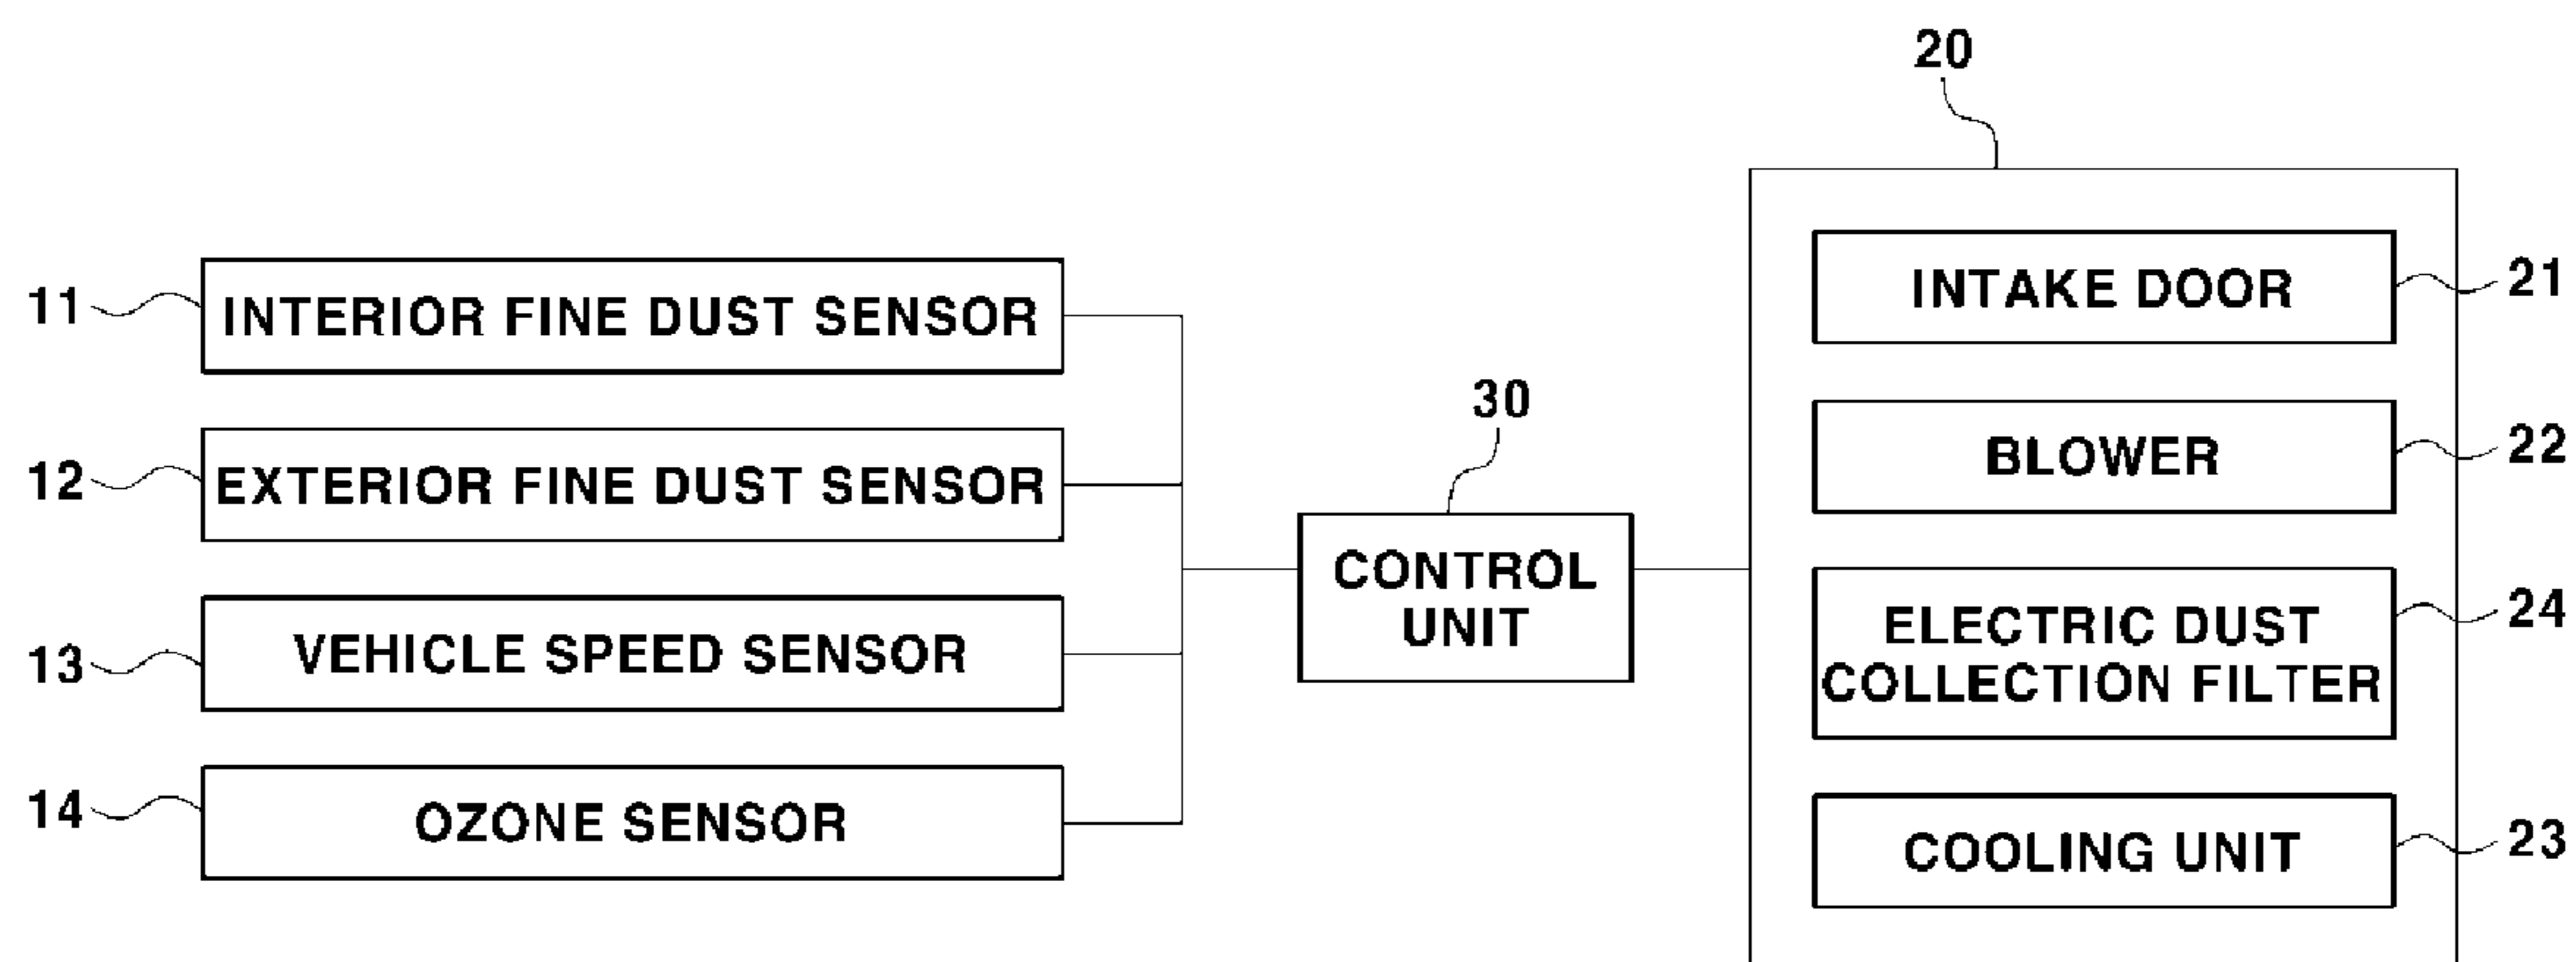 20
INTAKE DOOR
21
11
INTERIOR FINE DUST SENSOR
30
BLOWER
22
12
EXTERIOR FINE DUST SENSOR
CONTROL
UNIT
ELECTRIC DUST
COLLECTION FILTER
24
13
VEHICLE SPEED SENSOR
14
OZONE SENSOR
COOLING UNIT
23